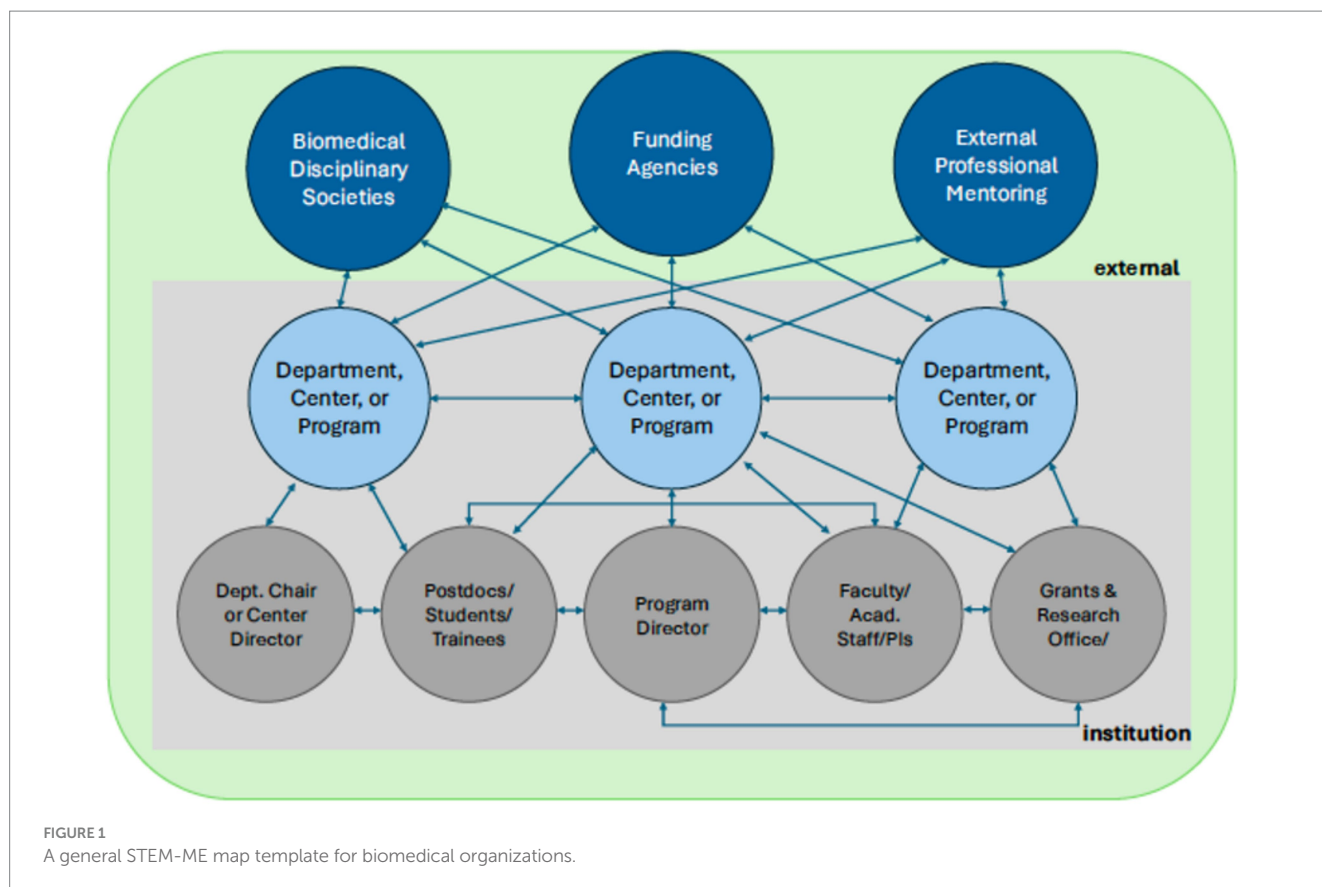 Biomedical
Disciplinary
Societies
Funding
Agencies
External
Professional
Mentoring
external
Department,
Center, or
Program
Department,
Center, or
Program
Department,
Center, or
Program
Dept. Chair
or Center
Director
Postdocs/
Students/
Trainees
Program
Director
Faculty/
Acad.
Staff/PIs
Grants &
Research
Office/
institution
FIGURE 1
A general STEM-ME map template for biomedical organizations.